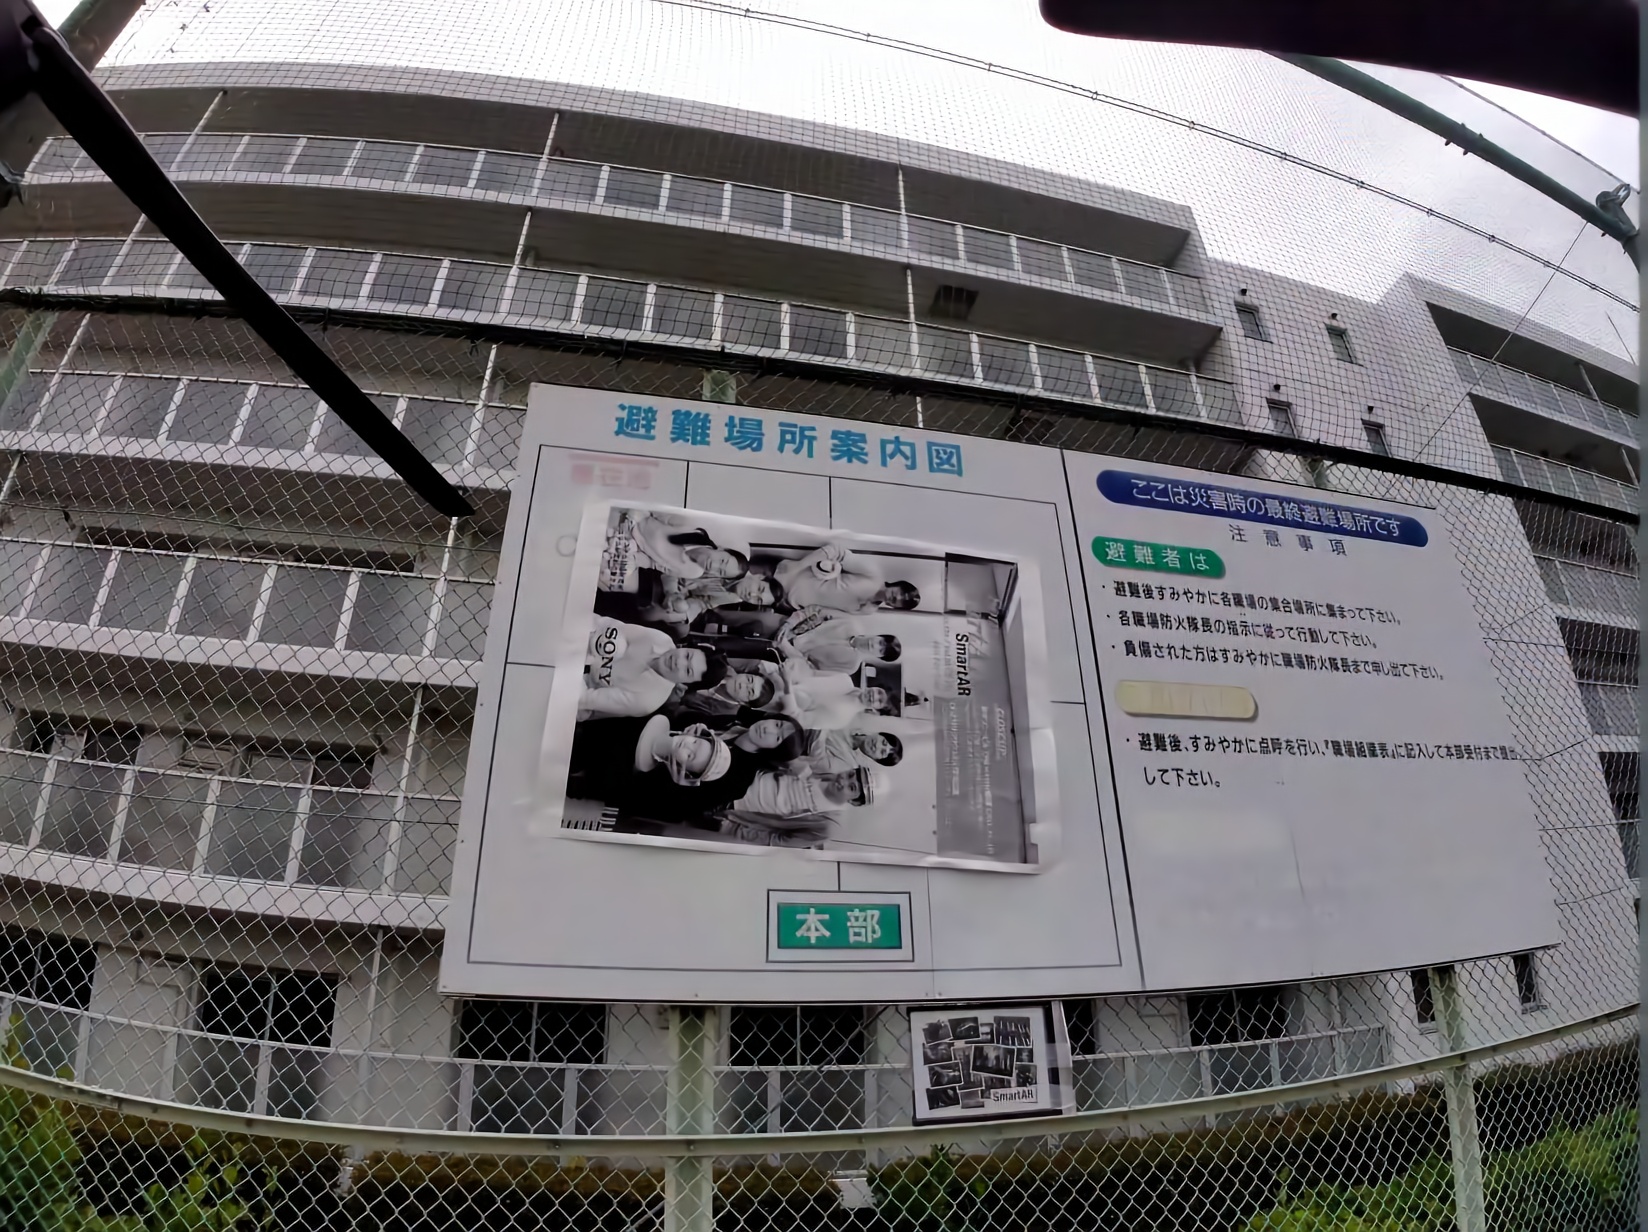 避難場所案内図
ここは災害時の最終避難場所です
注意事項
避難者は
・避難後すみやかに各職場の集合場所に集まって下さい。
・各職場防火隊長の指示に従って行動して下さい。
・負傷された方はすみやかに職場防火隊長まで申し出て下さい。
・避難後、すみやかに点呼を行い、『職場組織表』に記入して本部受付まで提出
して下さい。
SONY
SmartAR
本部
SmartAR